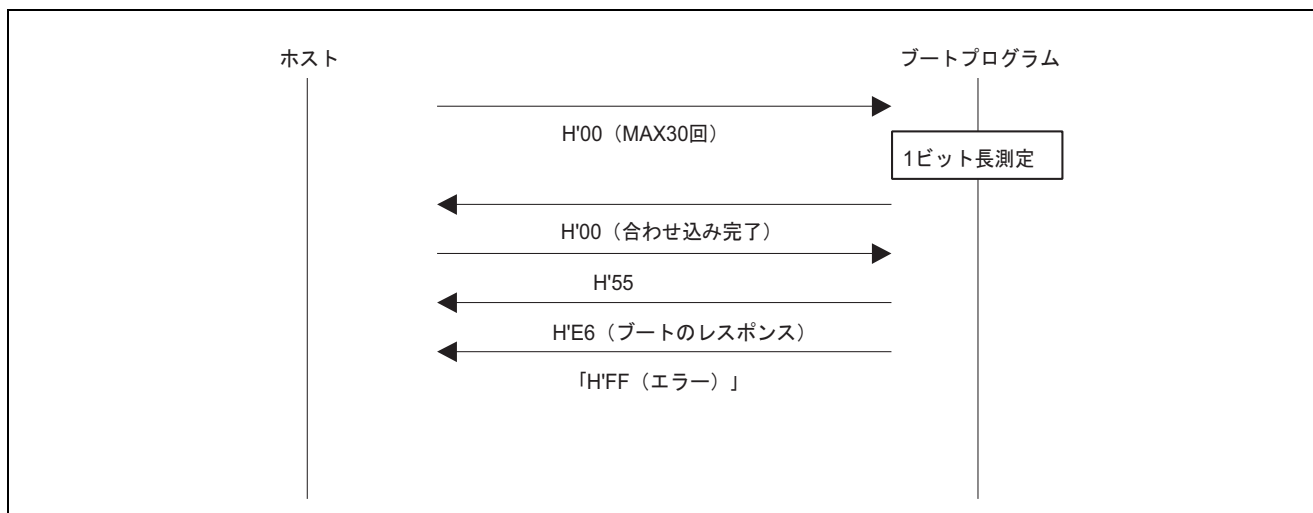 ホスト
ブートプログラム
H'00（MAX30回）
1ビット長測定
H'00（合わせ込み完了）
H'55
H'E6（ブートのレスポンス）
「H'FF（エラー）」